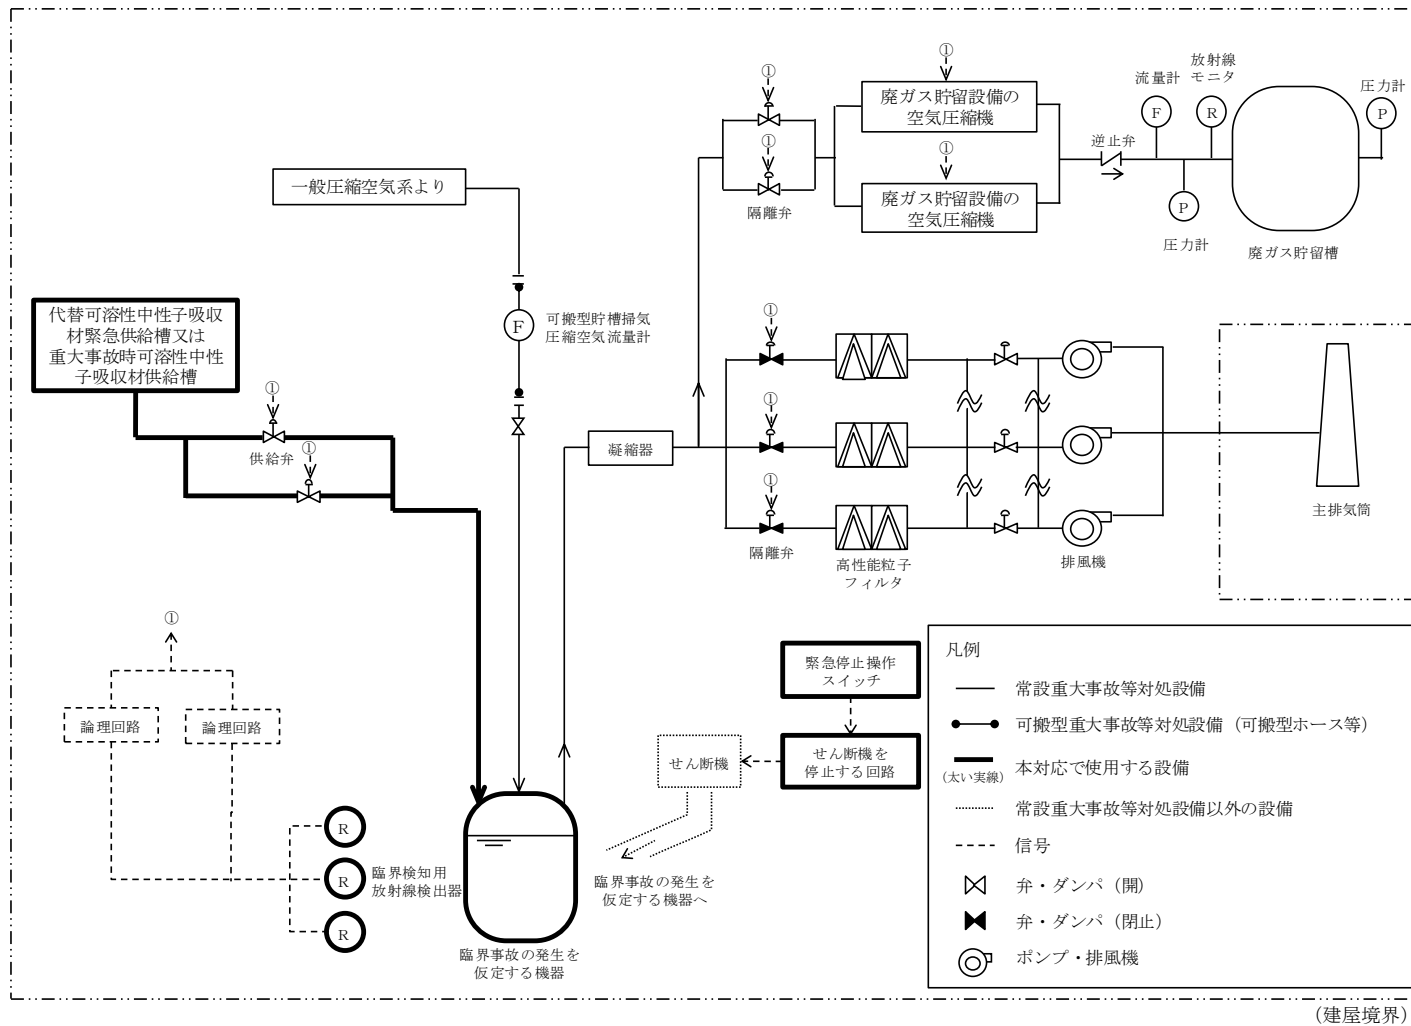 ①
①
廃ガス貯留設備の
空気圧縮機
流量計
放射線
モニタ
圧力計
F
R
P
①
①
廃ガス貯留設備の
空気圧縮機
逆止弁
隔離弁
P
圧力計
廃ガス貯留槽
一般圧縮空気系より
F
可搬型貯槽掃気
圧縮空気流量計
代替可溶性中性子吸収
材緊急供給槽又は
重大事故時可溶性中性
子吸収材供給槽
①
①
供給弁
凝縮器
①
①
①
隔離弁
高性能粒子
フィルタ
排風機
主排気筒
①
論理回路
論理回路
R
R
R
臨界検知用
放射線検出器
臨界事故の発生を
仮定する機器
緊急停止操作
スイッチ
せん断機を
停止する回路
せん断機
臨界事故の発生を
仮定する機器へ
凡例
常設重大事故等対処設備
可搬型重大事故等対処設備（可搬型ホース等）
（太い実線）
本対応で使用する設備
常設重大事故等対処設備以外の設備
信号
弁・ダンパ（開）
弁・ダンパ（閉止）
ポンプ・排風機
（建屋境界）